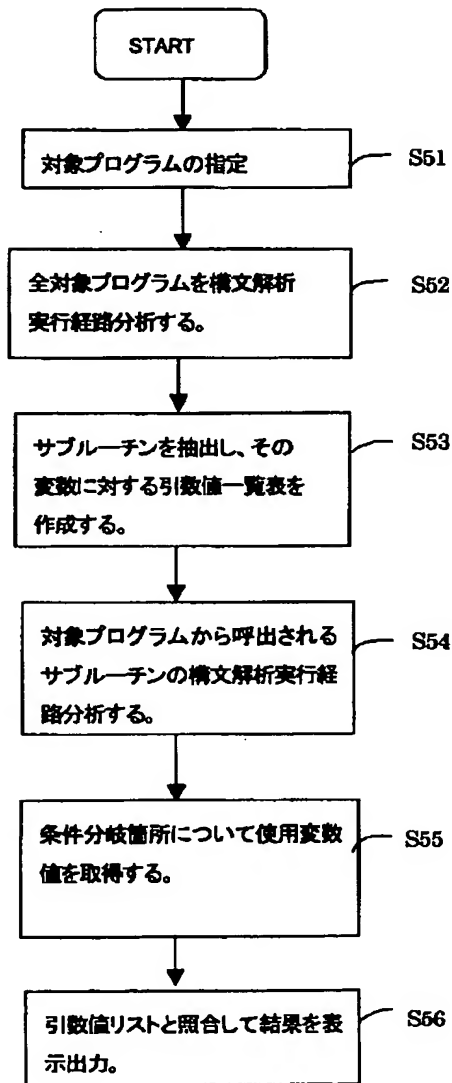 START
対象プログラムの指定
S51
全対象プログラムを構文解析
実行経路分析する。
S52
サブルーチンを抽出し、その
変数に対する引数値一覧表を
作成する。
S53
対象プログラムから呼出される
サブルーチンの構文解析実行経
路分析する。
S54
条件分岐箇所について使用変数
値を取得する。
S55
引数値リストと照合して結果を表
示出力。
S56